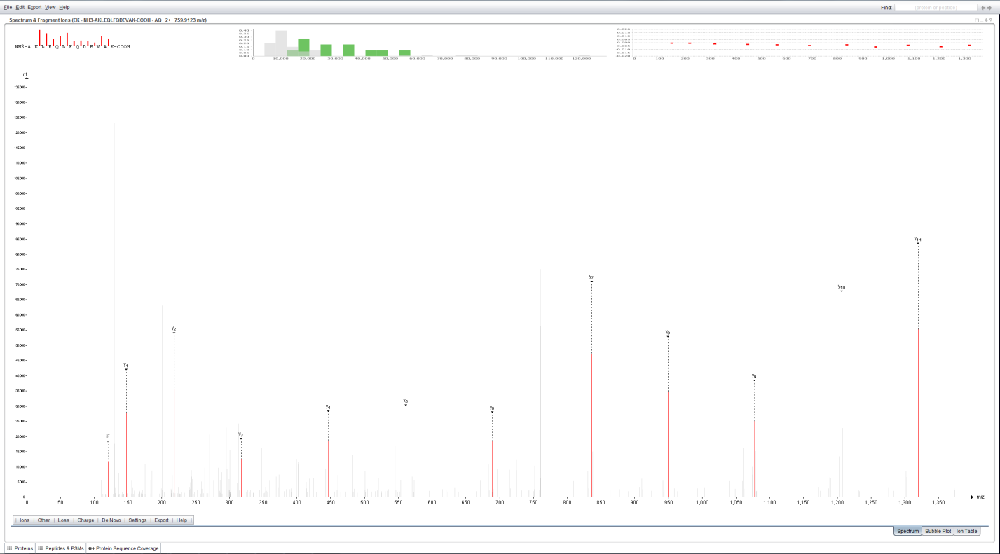 File Edit Export View Help
Find: (protein or peptide)
Spectrum & Fragment Ions (EK - NH3-AKLEQLFQDEVAK-COOH - AQ 2+ 759.9123 m/z)
NH3-A K L E Q L F Q D E V A K-COOH
0.40
0.35
0.30
0.25
0.20
0.15
0.10
0.05
0.00
0 10,000 20,000 30,000 40,000 50,000 60,000 70,000 80,000 90,000 100,000 110,000 120,000
0.020
0.015
0.010
0.005
0.000
-0.005
-0.010
-0.015
-0.020
0 100 200 300 400 500 600 700 800 900 1,000 1,100 1,200 1,300
Int
135,000
130,000
125,000
120,000
115,000
110,000
105,000
100,000
95,000
90,000
85,000
80,000
75,000
70,000
65,000
60,000
55,000
50,000
45,000
40,000
35,000
30,000
25,000
20,000
15,000
10,000
5,000
0
y1
y2
y3
y4
y5
y6
y7
y8
y9
y10
y11
0 50 100 150 200 250 300 350 400 450 500 550 600 650 700 750 800 850 900 950 1,000 1,050 1,100 1,150 1,200 1,250 1,300 1,350 m/z
| Ions | Other | Loss | Charge | De Novo | Settings | Export | Help |
Spectrum Bubble Plot Ion Table
Proteins Peptides & PSMs Protein Sequence Coverage